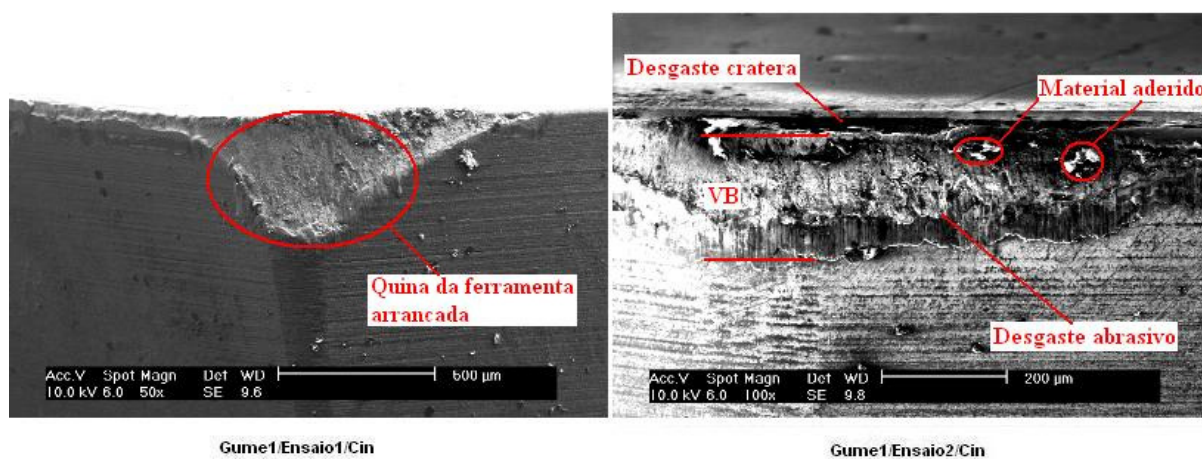 Quina da ferramenta
arrancada
Acc.V Spot Magn Det WD 600 µm
10.0 kV 6.0 50x SE 9.6
Gume1/Ensaio1/Cin
Desgaste cratera
Material aderido
VB
Desgaste abrasivo
Acc.V Spot Magn Det WD 200 µm
10.0 kV 6.0 100x SE 9.8
Gume1/Ensaio2/Cin